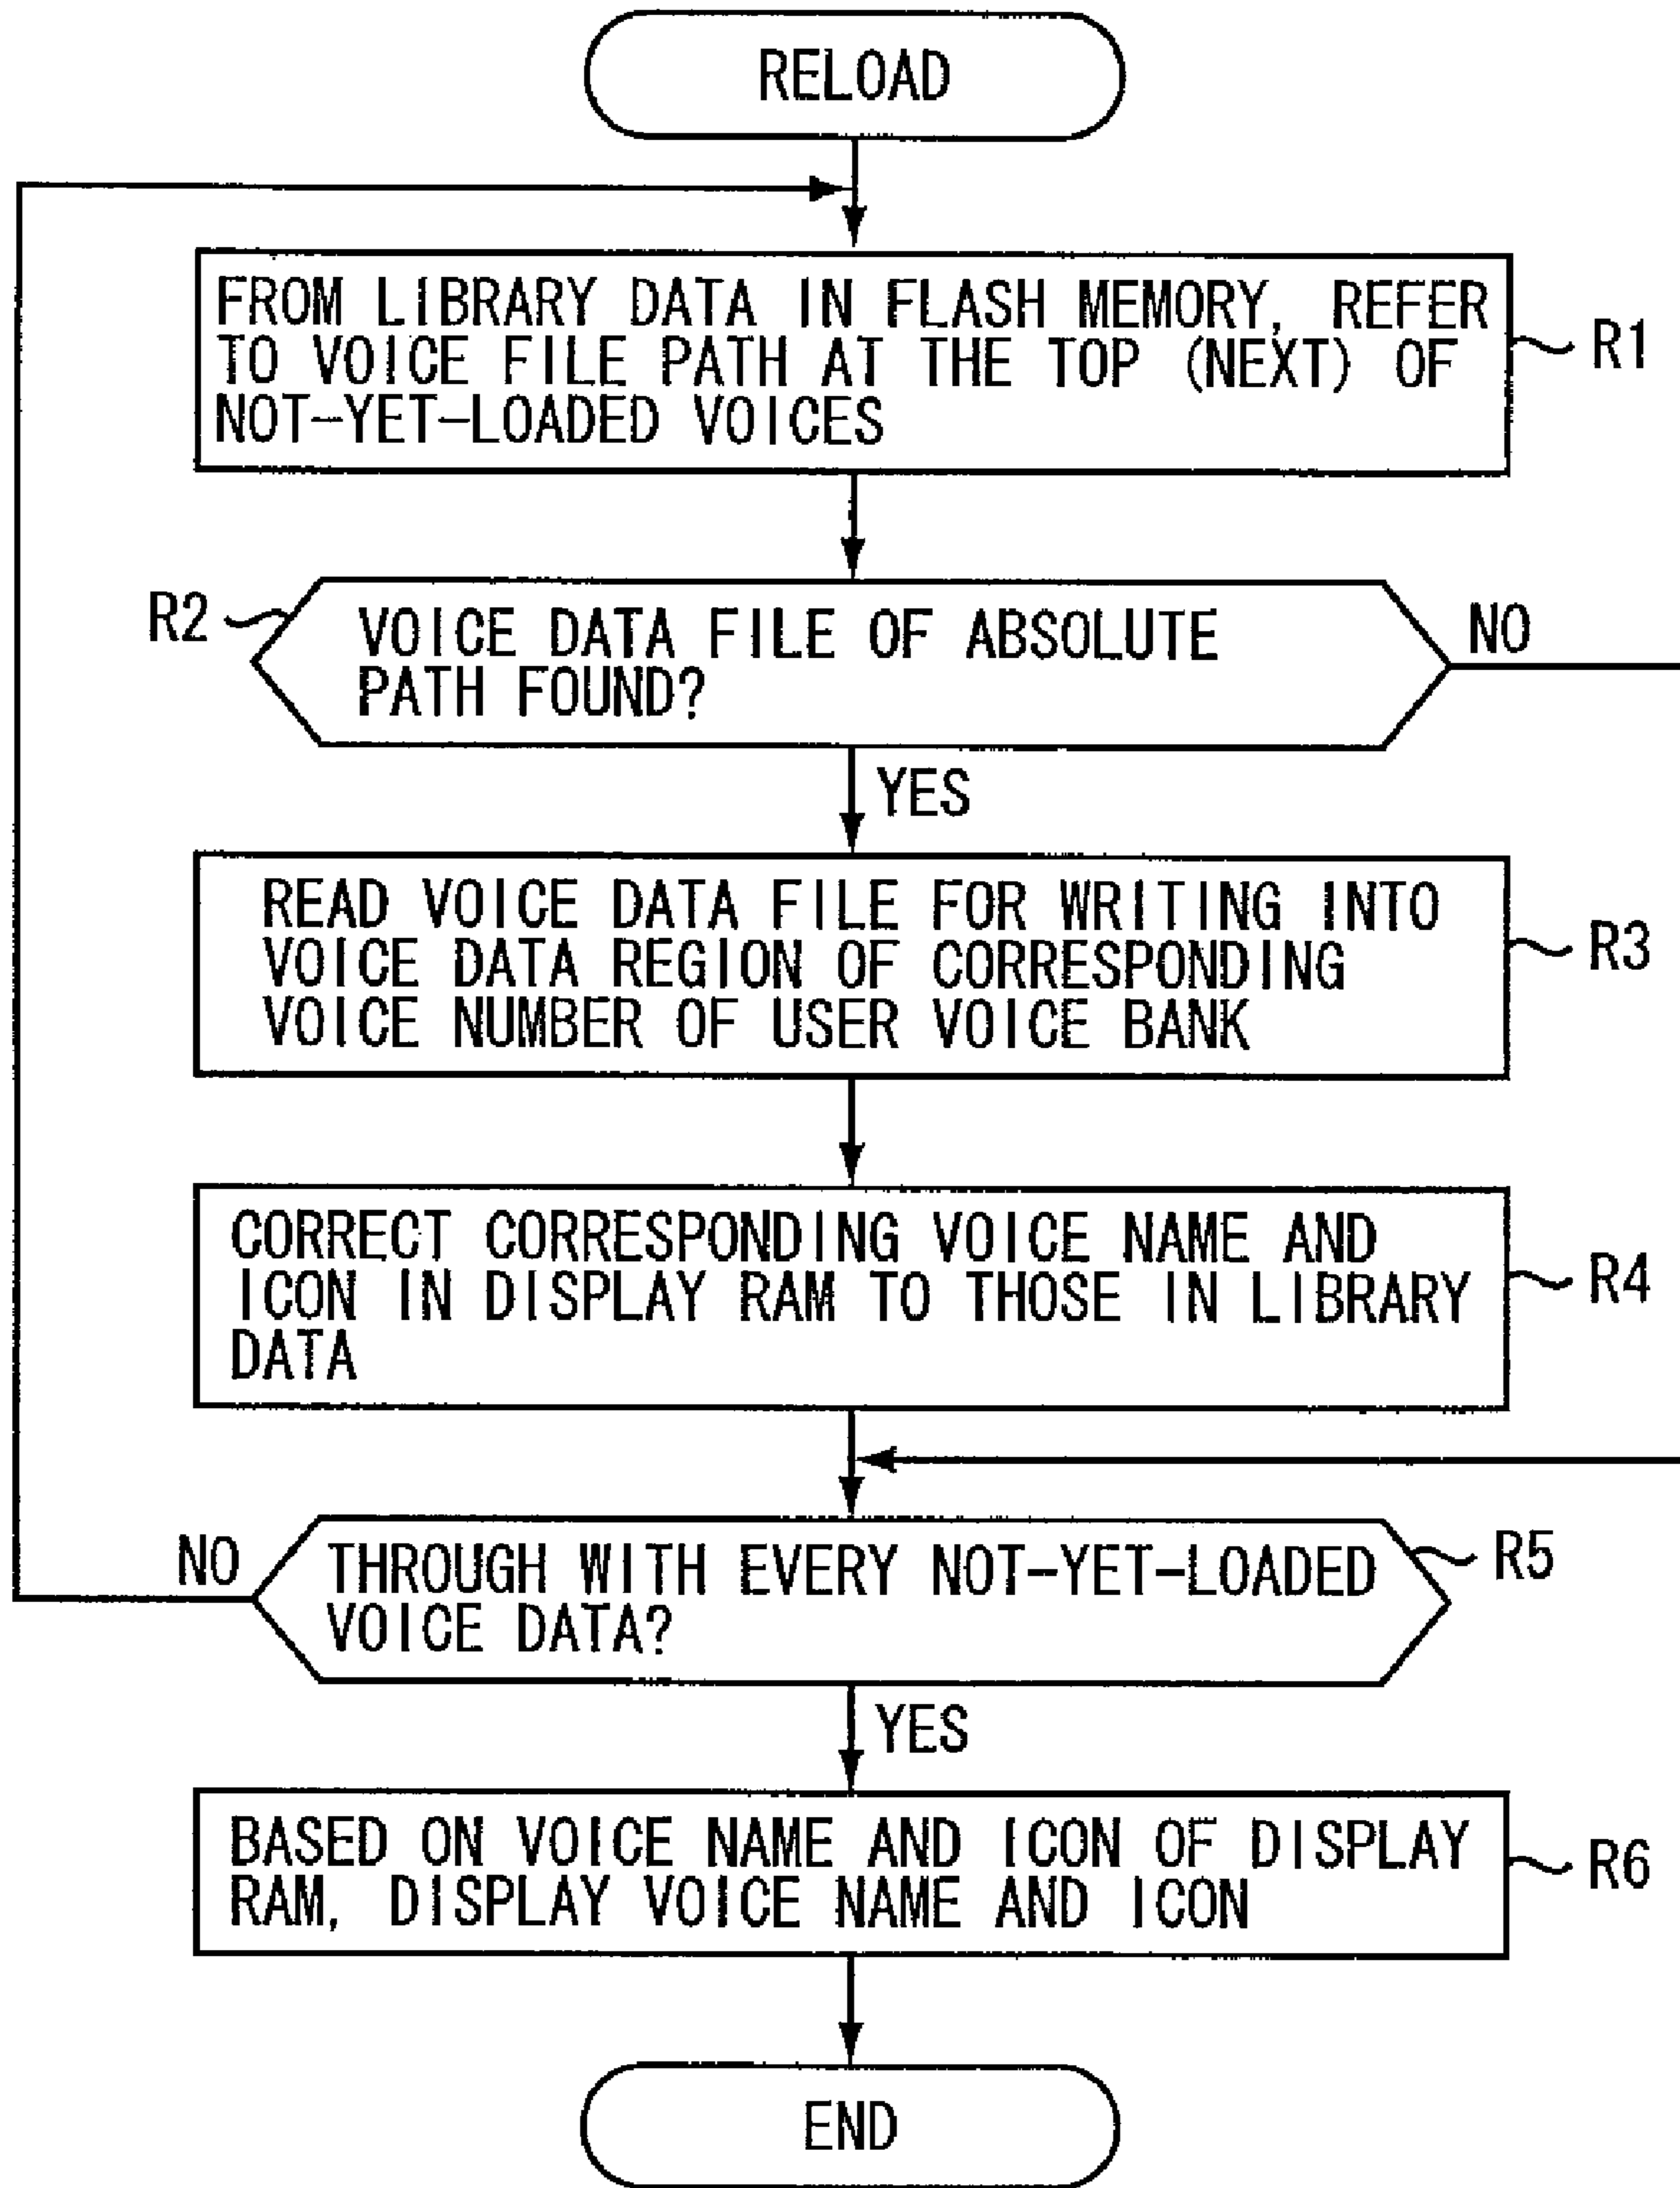 RELOAD
FROM LIBRARY DATA IN FLASH MEMORY, REFER
TO VOICE FILE PATH AT THE TOP (NEXT) OF
NOT-YET-LOADED VOICES
R1
R2
VOICE DATA FILE OF ABSOLUTE
PATH FOUND?
NO
YES
READ VOICE DATA FILE FOR WRITING INTO
VOICE DATA REGION OF CORRESPONDING
VOICE NUMBER OF USER VOICE BANK
R3
CORRECT CORRESPONDING VOICE NAME AND
ICON IN DISPLAY RAM TO THOSE IN LIBRARY
DATA
R4
NO
THROUGH WITH EVERY NOT-YET-LOADED
VOICE DATA?
R5
YES
BASED ON VOICE NAME AND ICON OF DISPLAY
RAM, DISPLAY VOICE NAME AND ICON
R6
END